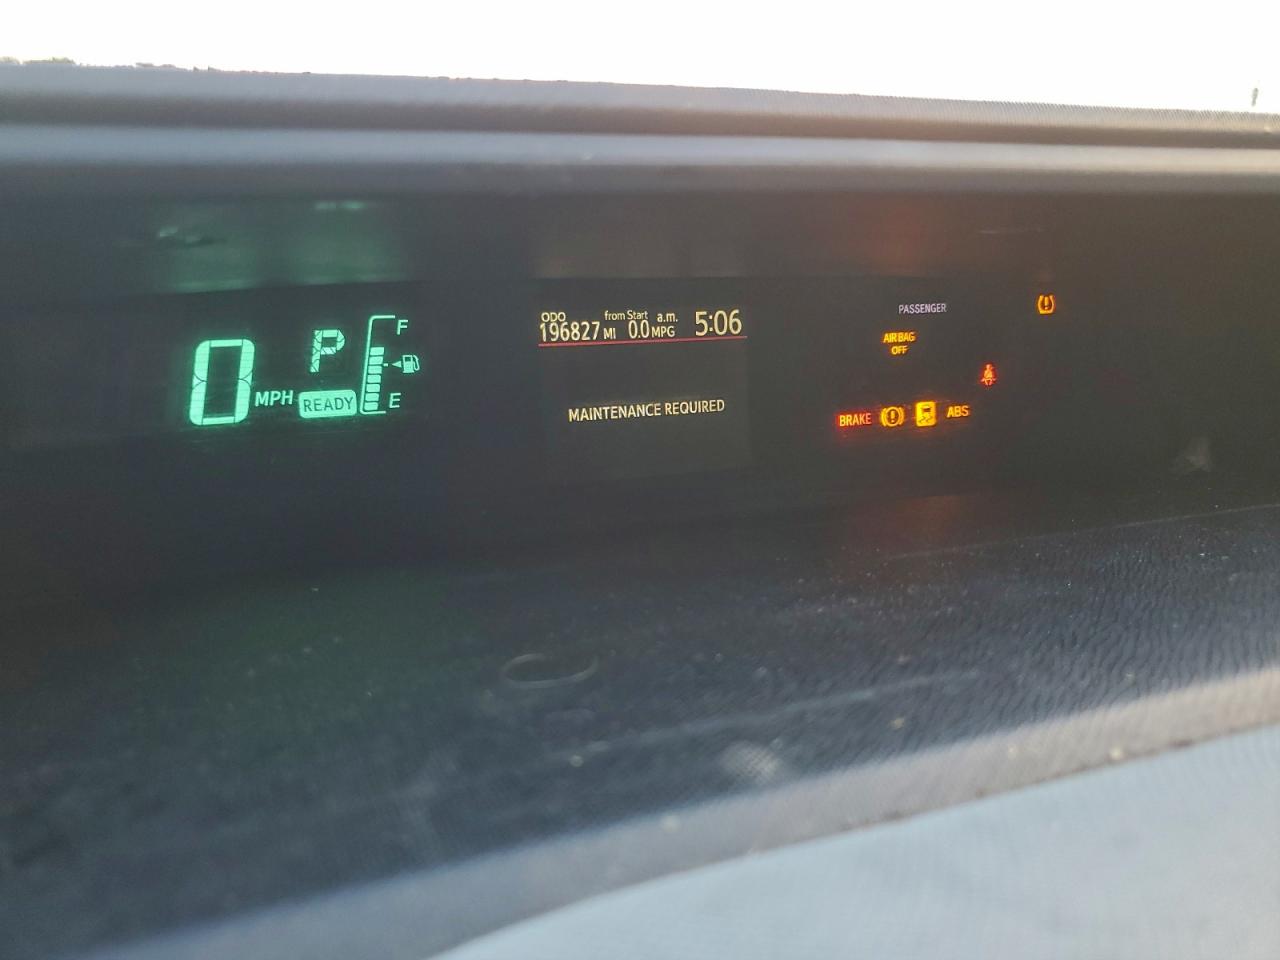 0 MPH
P
READY
F
E
ODO from Start a.m. 5:06
196827 MI 0.0 MPG
MAINTENANCE REQUIRED
PASSENGER
AIR BAG
OFF
BRAKE ABS